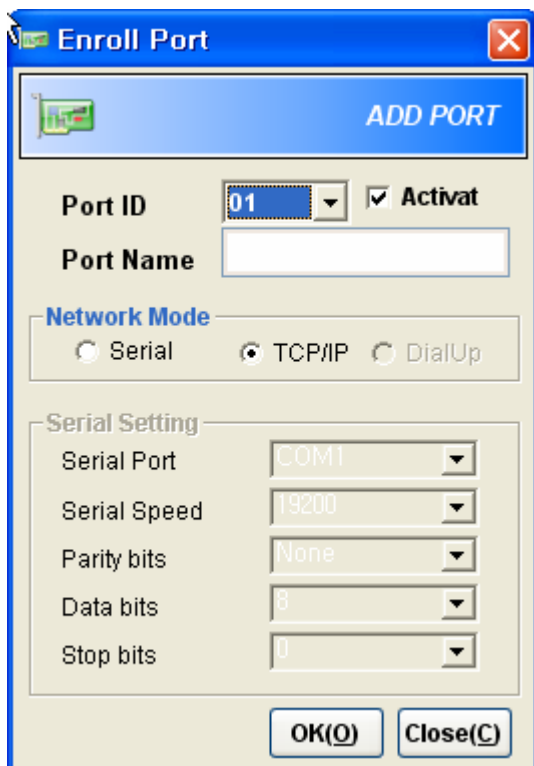 Enroll Port
ADD PORT
Port ID 01 Activat
Port Name
Network Mode
Serial TCP/IP DialUp
Serial Setting
Serial Port COM1
Serial Speed 19200
Parity bits None
Data bits 8
Stop bits 0
OK(O) Close(C)